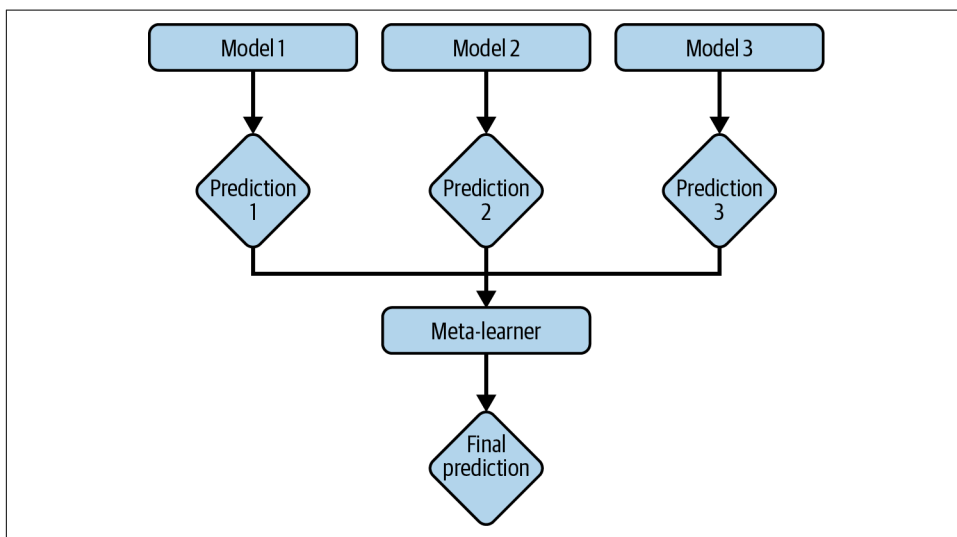 Model 1
Model 2
Model 3
Prediction
1
Prediction
2
Prediction
3
Meta-learner
Final
prediction